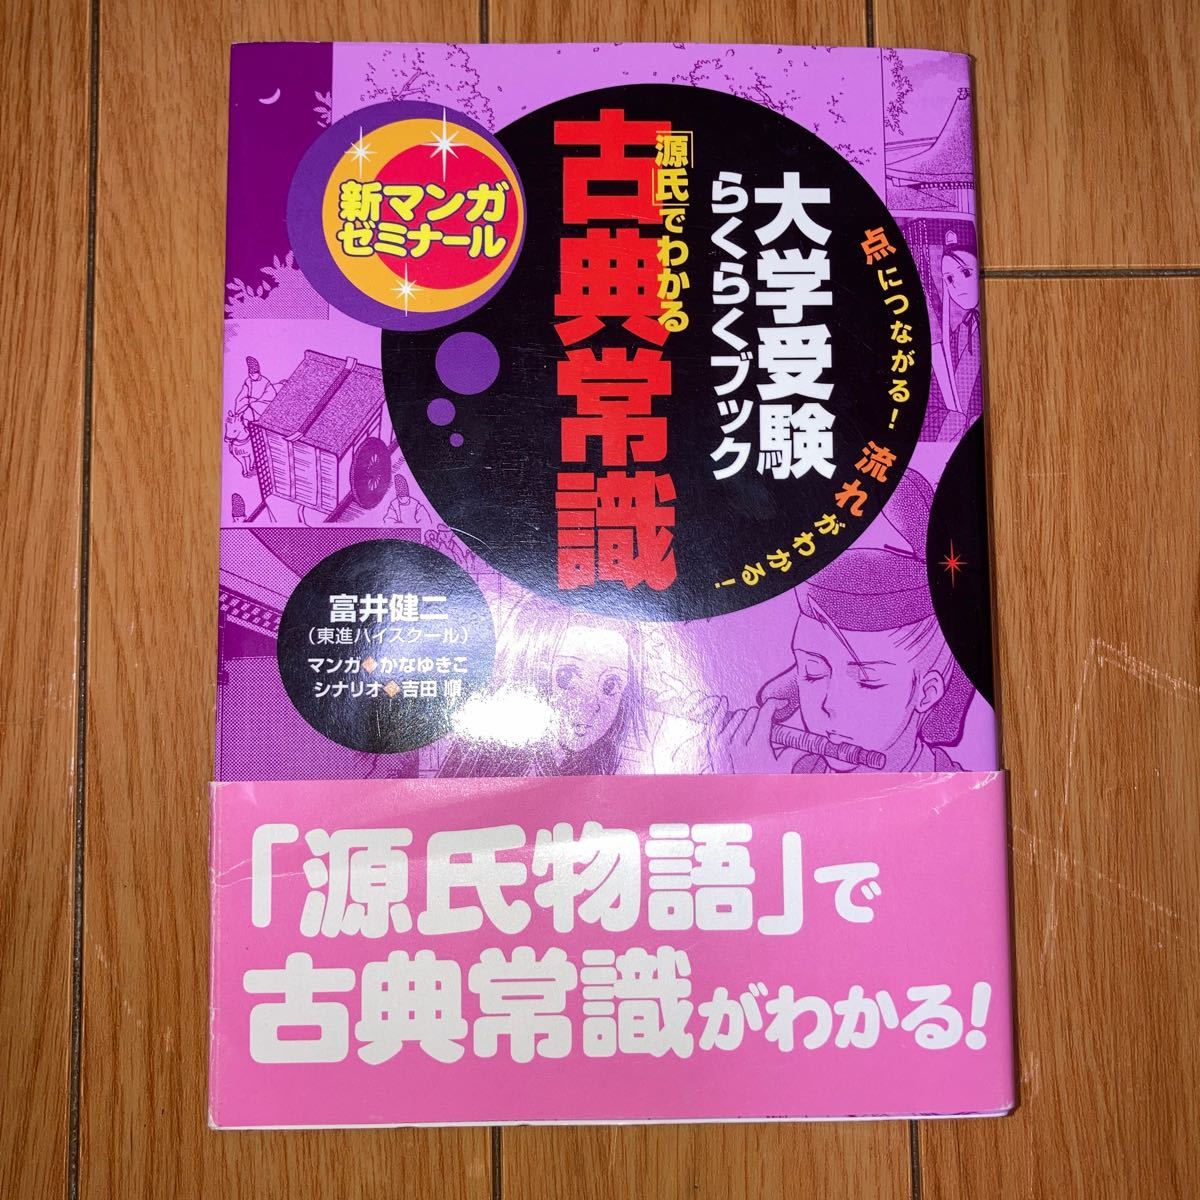 点につながる！流れがわかる！
大学受験
らくらくブック
「源氏」でわかる
古典常識
新マンガ
ゼミナール
富井健二
（東進ハイスクール）
マンガ◆かなゆきこ
シナリオ◆吉田 順
「源氏物語」で
古典常識がわかる！